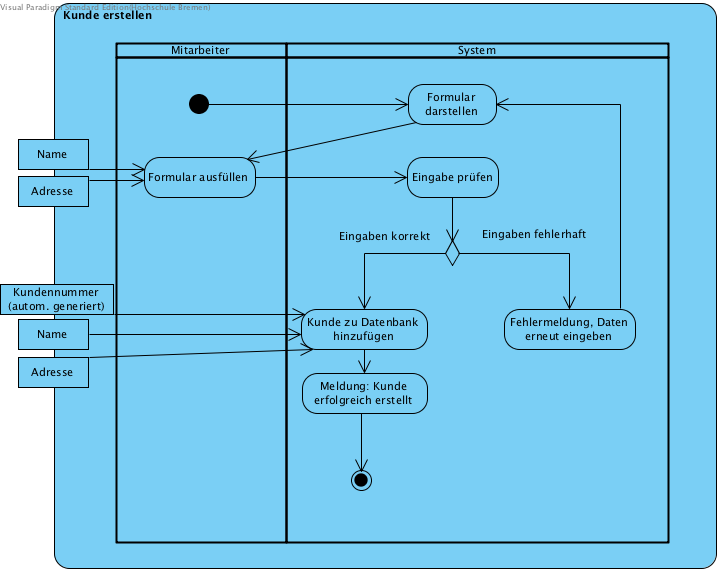 Visual Paradigm Standard Edition(Hochschule Bremen)
Kunde erstellen
Mitarbeiter
System
Formular
darstellen
Name
Adresse
Formular ausfüllen
Eingabe prüfen
Eingaben korrekt
Eingaben fehlerhaft
Kundennummer
(autom. generiert)
Name
Adresse
Kunde zu Datenbank
hinzufügen
Fehlermeldung, Daten
erneut eingeben
Meldung: Kunde
erfolgreich erstellt